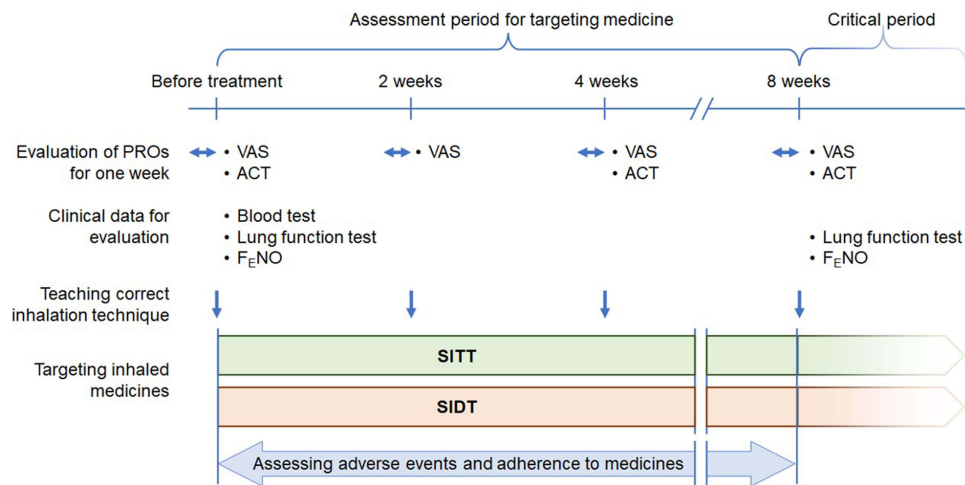 Assessment period for targeting medicine
Critical period
Before treatment
2 weeks
4 weeks
8 weeks
Evaluation of PROs
for one week
• VAS
• ACT
• VAS
• VAS
• ACT
• VAS
• ACT
Clinical data for
evaluation
• Blood test
• Lung function test
• FENO
• Lung function test
• FENO
Teaching correct
inhalation technique
Targeting inhaled
medicines
SITT
SIDT
Assessing adverse events and adherence to medicines